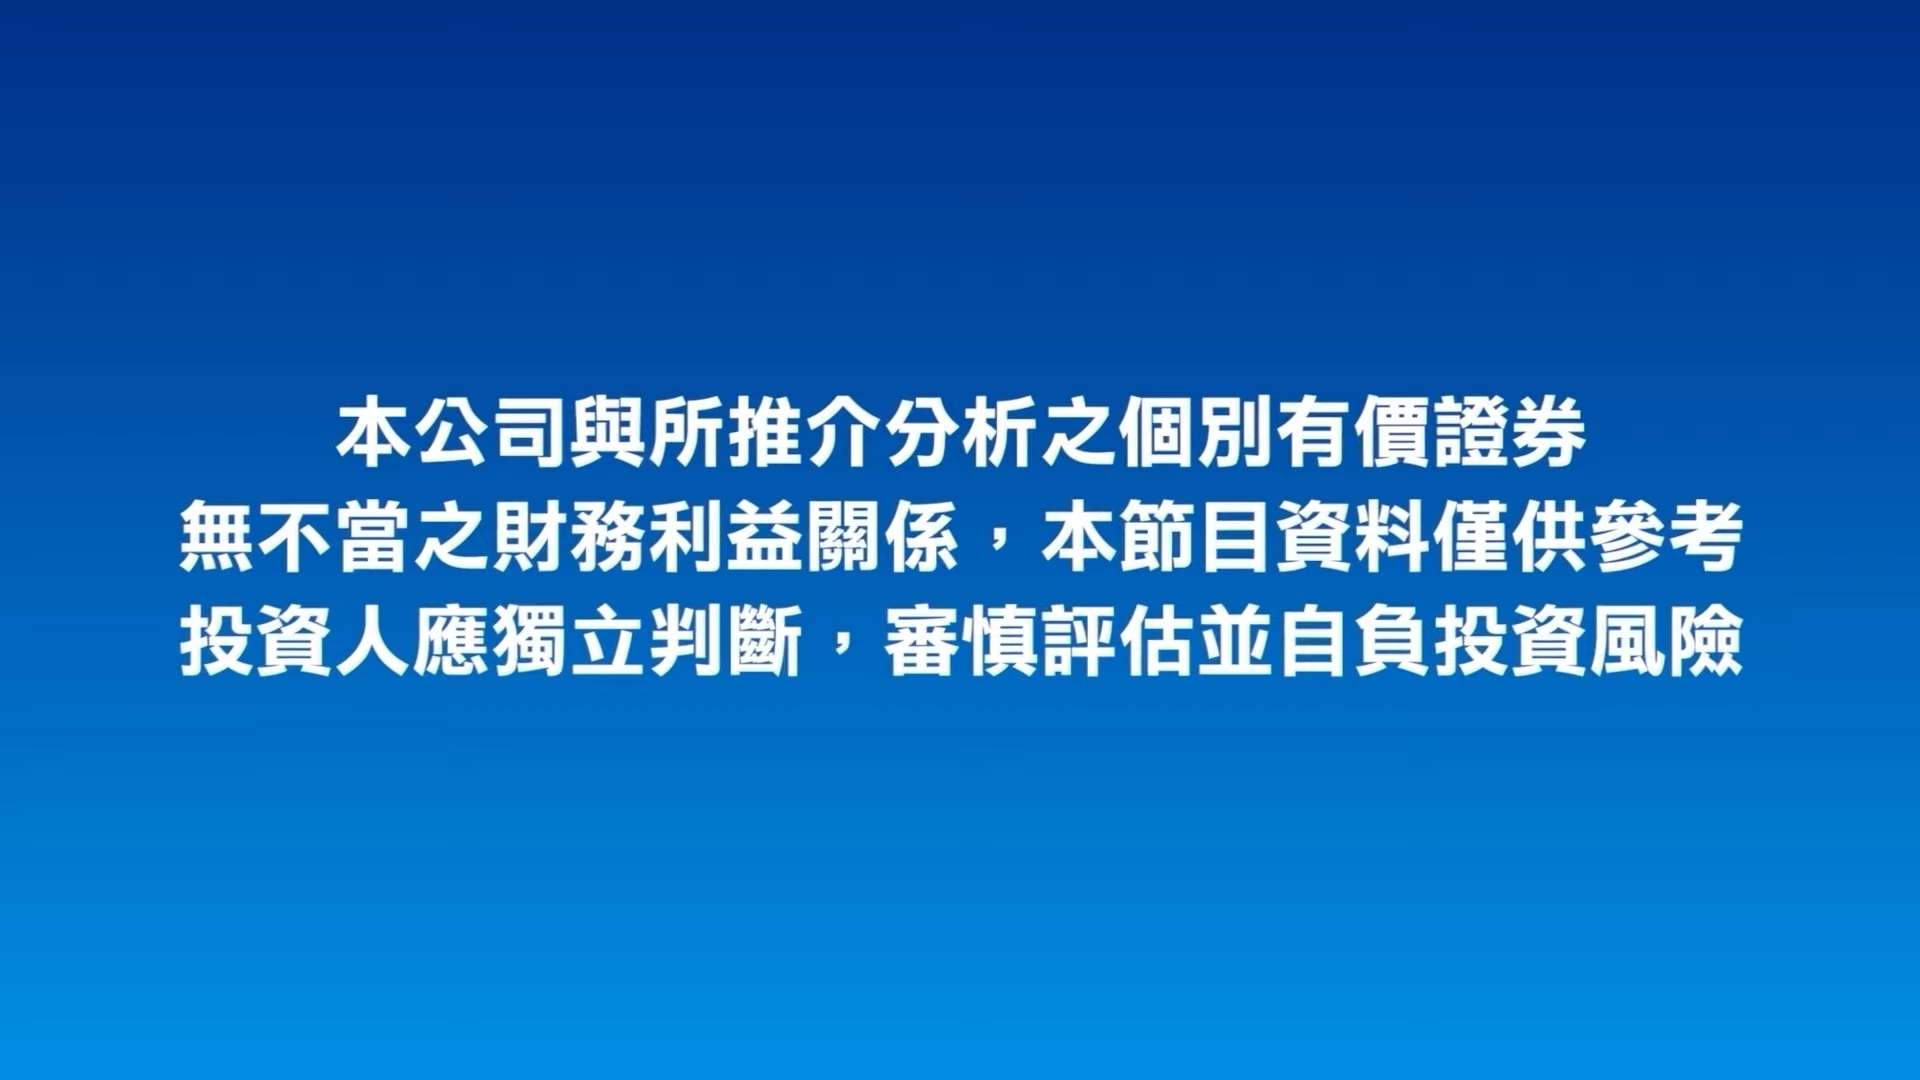 本公司與所推介分析之個別有價證券
無不當之財務利益關係，本節目資料僅供參考
投資人應獨立判斷，審慎評估並自負投資風險